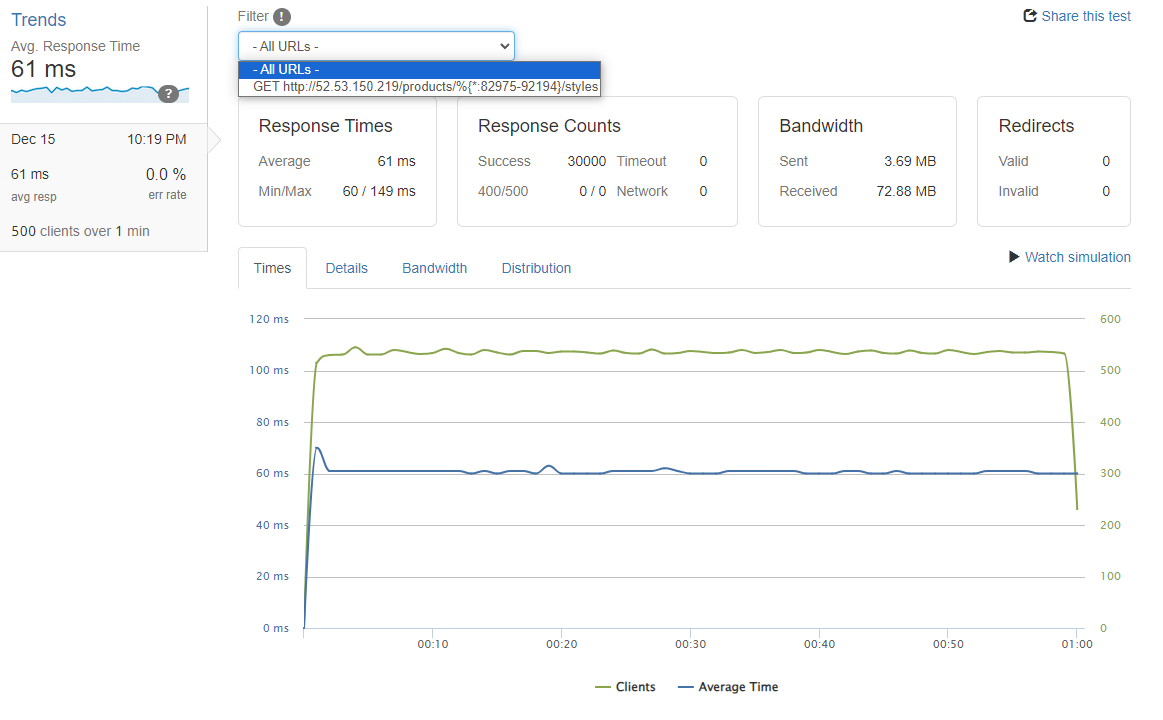 Trends
Avg. Response Time
61 ms
?
Dec 15 10:19 PM
61 ms 0.0 %
avg resp err rate
500 clients over 1 min
Filter !
Share this test
- All URLs -
- All URLs -
GET http://52.53.150.219/products/%{*:82975-92194}/styles
Response Times
Average 61 ms
Min/Max 60 / 149 ms
Response Counts
Success 30000 Timeout 0
400/500 0 / 0 Network 0
Bandwidth
Sent 3.69 MB
Received 72.88 MB
Redirects
Valid 0
Invalid 0
Times Details Bandwidth Distribution
Watch simulation
120 ms 600
100 ms 500
80 ms 400
60 ms 300
40 ms 200
20 ms 100
0 ms 0
00:10 00:20 00:30 00:40 00:50 01:00
Clients Average Time